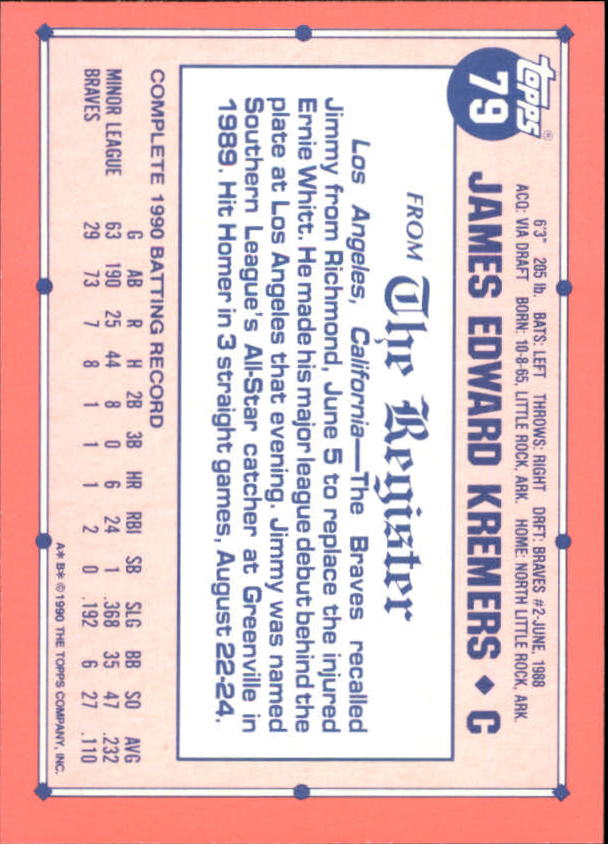 topps®
79
6'3" 205 lb. BATS: LEFT THROWS: RIGHT DRFT: BRAVES #2-JUNE, 1988
ACQ: VIA DRAFT BORN: 10-8-65, LITTLE ROCK, ARK. HOME: NORTH LITTLE ROCK, ARK.
JAMES EDWARD KREMERS ♦ C
FROM The Register
Los Angeles, California—The Braves recalled
Jimmy from Richmond, June 5 to replace the injured
Ernie Whitt. He made his major league debut behind the
plate at Los Angeles that evening. Jimmy was named
Southern League's All-Star catcher at Greenville in
1989. Hit Homer in 3 straight games, August 22-24.
COMPLETE 1990 BATTING RECORD
G AB R H 2B 3B HR RBI SB SLG BB SO AVG
MINOR LEAGUE 63 190 25 44 8 0 6 24 1 .368 35 47 .232
BRAVES 29 73 7 8 1 1 1 2 0 .192 6 27 .110
A* B* © 1990 THE TOPPS COMPANY, INC.